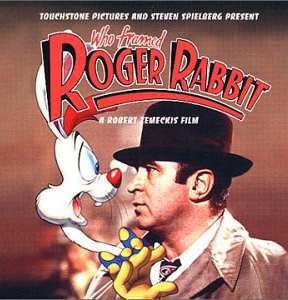 TOUCHSTONE PICTURES AND STEVEN SPIELBERG PRESENT
Who Framed
ROGER RABBIT
A ROBERT ZEMECKIS FILM